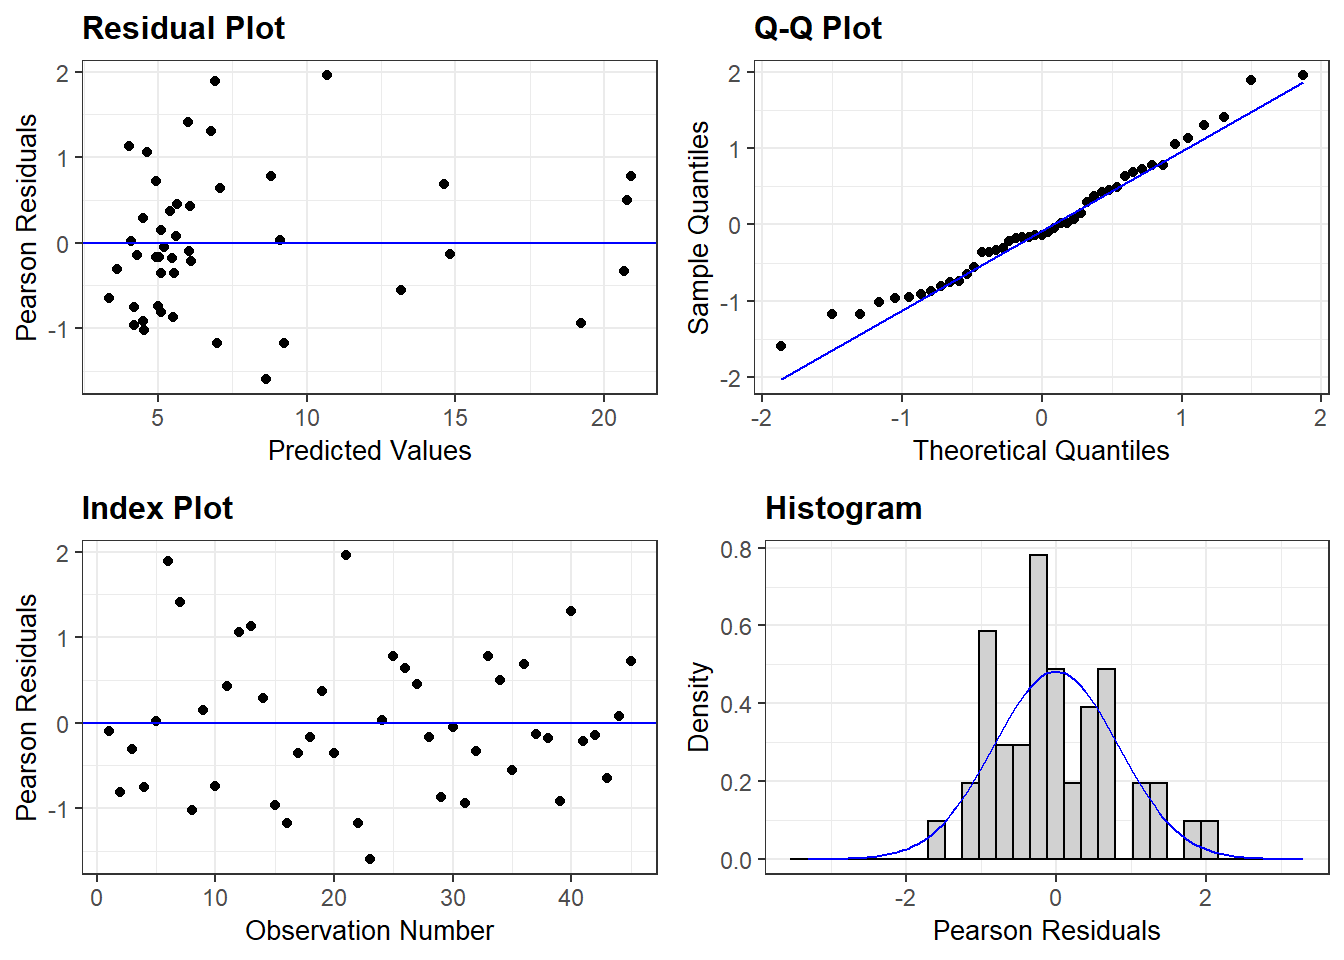 Residual Plot
2
1
0
-1
Pearson Residuals
5 10 15 20
Predicted Values
Q-Q Plot
2
1
0
-1
-2
Sample Quantiles
-2 -1 0 1 2
Theoretical Quantiles
Index Plot
2
1
0
-1
Pearson Residuals
0 10 20 30 40
Observation Number
Histogram
0.8
0.6
0.4
0.2
0.0
Density
-2 0 2
Pearson Residuals